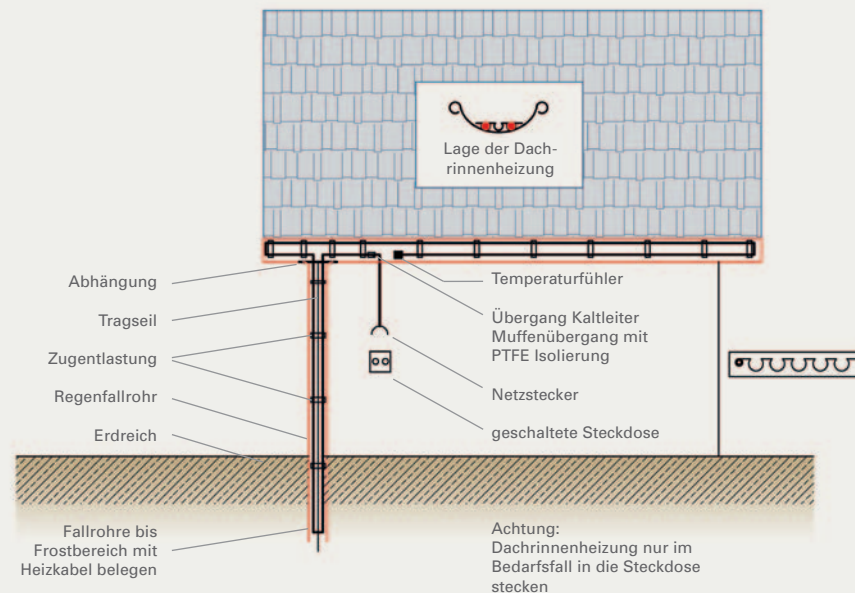 Lage der Dach-
rinnenheizung
Abhängung
Tragseil
Zugentlastung
Regenfallrohr
Erdreich
Fallrohre bis
Frostbereich mit
Heizkabel belegen
Temperaturfühler
Übergang Kaltleiter
Muffenübergang mit
PTFE Isolierung
Netzstecker
geschaltete Steckdose
Achtung:
Dachrinnenheizung nur im
Bedarfsfall in die Steckdose
stecken